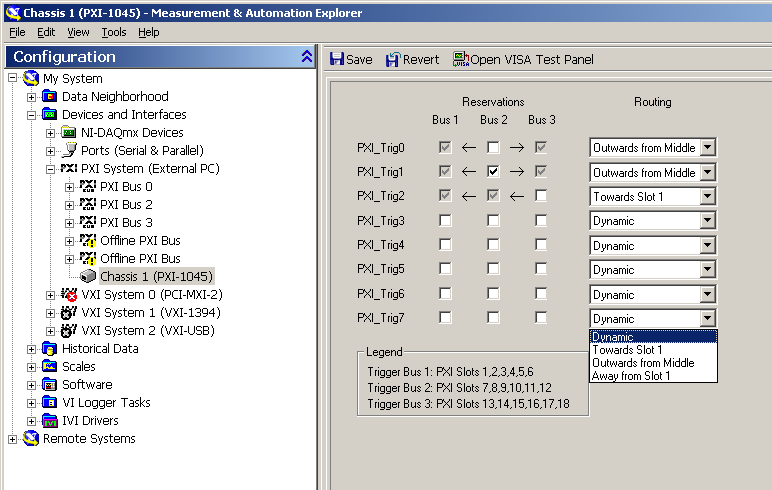 Chassis 1 (PXI-1045) - Measurement & Automation Explorer
File Edit View Tools Help
Configuration
My System
Data Neighborhood
Devices and Interfaces
NI-DAQmx Devices
Ports (Serial & Parallel)
PXI System (External PC)
PXI Bus 0
PXI Bus 2
PXI Bus 3
Offline PXI Bus
Offline PXI Bus
Chassis 1 (PXI-1045)
VXI System 0 (PCI-MXI-2)
VXI System 1 (VXI-1394)
VXI System 2 (VXI-USB)
Historical Data
Scales
Software
VI Logger Tasks
IVI Drivers
Remote Systems
Save Revert Open VISA Test Panel
Reservations Routing
Bus 1 Bus 2 Bus 3
PXI_Trig0 Outwards from Middle
PXI_Trig1 Outwards from Middle
PXI_Trig2 Towards Slot 1
PXI_Trig3 Dynamic
PXI_Trig4 Dynamic
PXI_Trig5 Dynamic
PXI_Trig6 Dynamic
PXI_Trig7 Dynamic
Dynamic
Towards Slot 1
Outwards from Middle
Away from Slot 1
Legend
Trigger Bus 1: PXI Slots 1,2,3,4,5,6
Trigger Bus 2: PXI Slots 7,8,9,10,11,12
Trigger Bus 3: PXI Slots 13,14,15,16,17,18